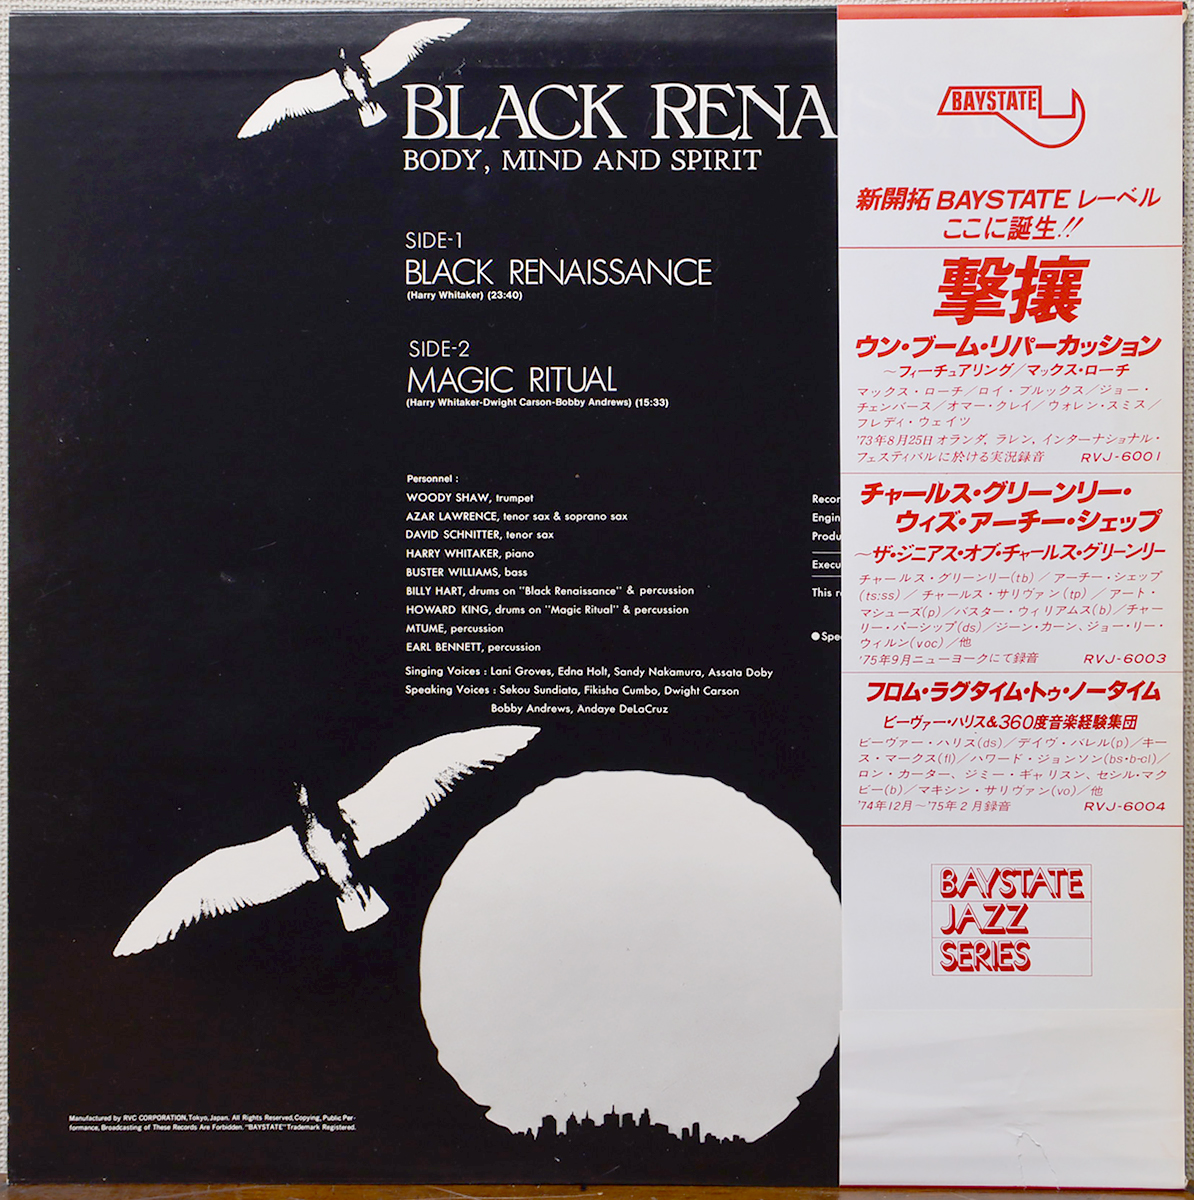 BLACK RENA
BODY, MIND AND SPIRIT
SIDE-1
BLACK RENAISSANCE
(Harry Whitaker) (23:40)
SIDE-2
MAGIC RITUAL
(Harry Whitaker-Dwight Carson-Bobby Andrews) (15:33)
Personnel :
WOODY SHAW, trumpet
AZAR LAWRENCE, tenor sax & soprano sax
DAVID SCHNITTER, tenor sax
HARRY WHITAKER, piano
BUSTER WILLIAMS, bass
BILLY HART, drums on "Black Renaissance" & percussion
HOWARD KING, drums on "Magic Ritual" & percussion
MTUME, percussion
EARL BENNETT, percussion
Singing Voices : Lani Groves, Edna Holt, Sandy Nakamura, Assata Doby
Speaking Voices : Sekou Sundiata, Fikisha Cumbo, Dwight Carson
Bobby Andrews, Andaye DeLaCruz
Recor
Engin
Produ
Execu
This re
●Spe
Manufactured by RVC CORPORATION, Tokyo, Japan. All Rights Reserved, Copying, Public Per-
formance, Broadcasting of These Records Are Forbidden. "BAYSTATE" Trademark Registered.
BAYSTATE
新開拓 BAYSTATE レーベル
ここに誕生!!
撃攘
ウン・ブーム・リパーカッション
～フィーチュアリング/マックス・ローチ
マックス・ローチ/ロイ・ブルックス/ジョー・
チェンバース/オマー・クレイ/ウォレン・スミス/
フレディ・ウェイツ
'73年8月25日オランダ、ラレン、インターナショナル・
フェスティバルに於ける実況録音 RVJ-6001
チャールス・グリーンリー・
ウィズ・アーチー・シェップ
～ザ・ジニアス・オブ・チャールス・グリーンリー
チャールス・グリーンリー(tb)/アーチー・シェップ
(ts:ss)/チャールス・サリヴァン(tp)/アート・
マシューズ(p)/バスター・ウィリアムス(b)/チャー
リー・パーシップ(ds)/ジーン・カーン、ジョー・リー・
ウィルン(voc)/他
'75年9月ニューヨークにて録音 RVJ-6003
フロム・ラグタイム・トゥ・ノータイム
ビーヴァー・ハリス&360度音楽経験集団
ビーヴァー・ハリス(ds)/デイヴ・バレル(p)/キー
ス・マークス(fl)/ハワード・ジョンソン(bs・b-cl)/
ロン・カーター、ジミー・ギャリスン、セシル・マク
ビー(b)/マキシン・サリヴァン(vo)/他
'74年12月～'75年2月録音 RVJ-6004
BAYSTATE
JAZZ
SERIES